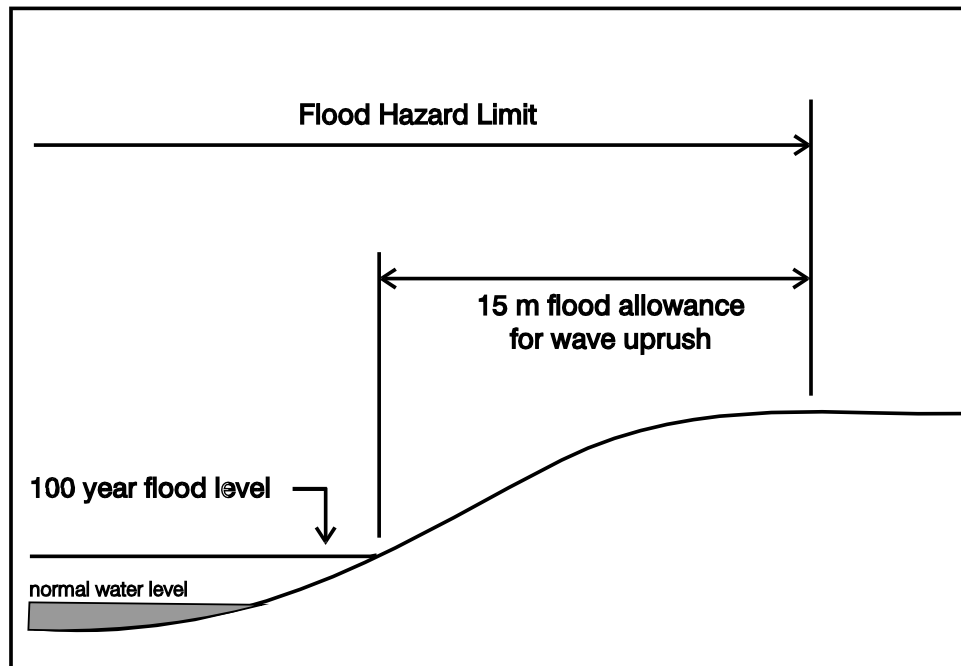 Flood Hazard Limit
15 m flood allowance
for wave uprush
100 year flood level
normal water level